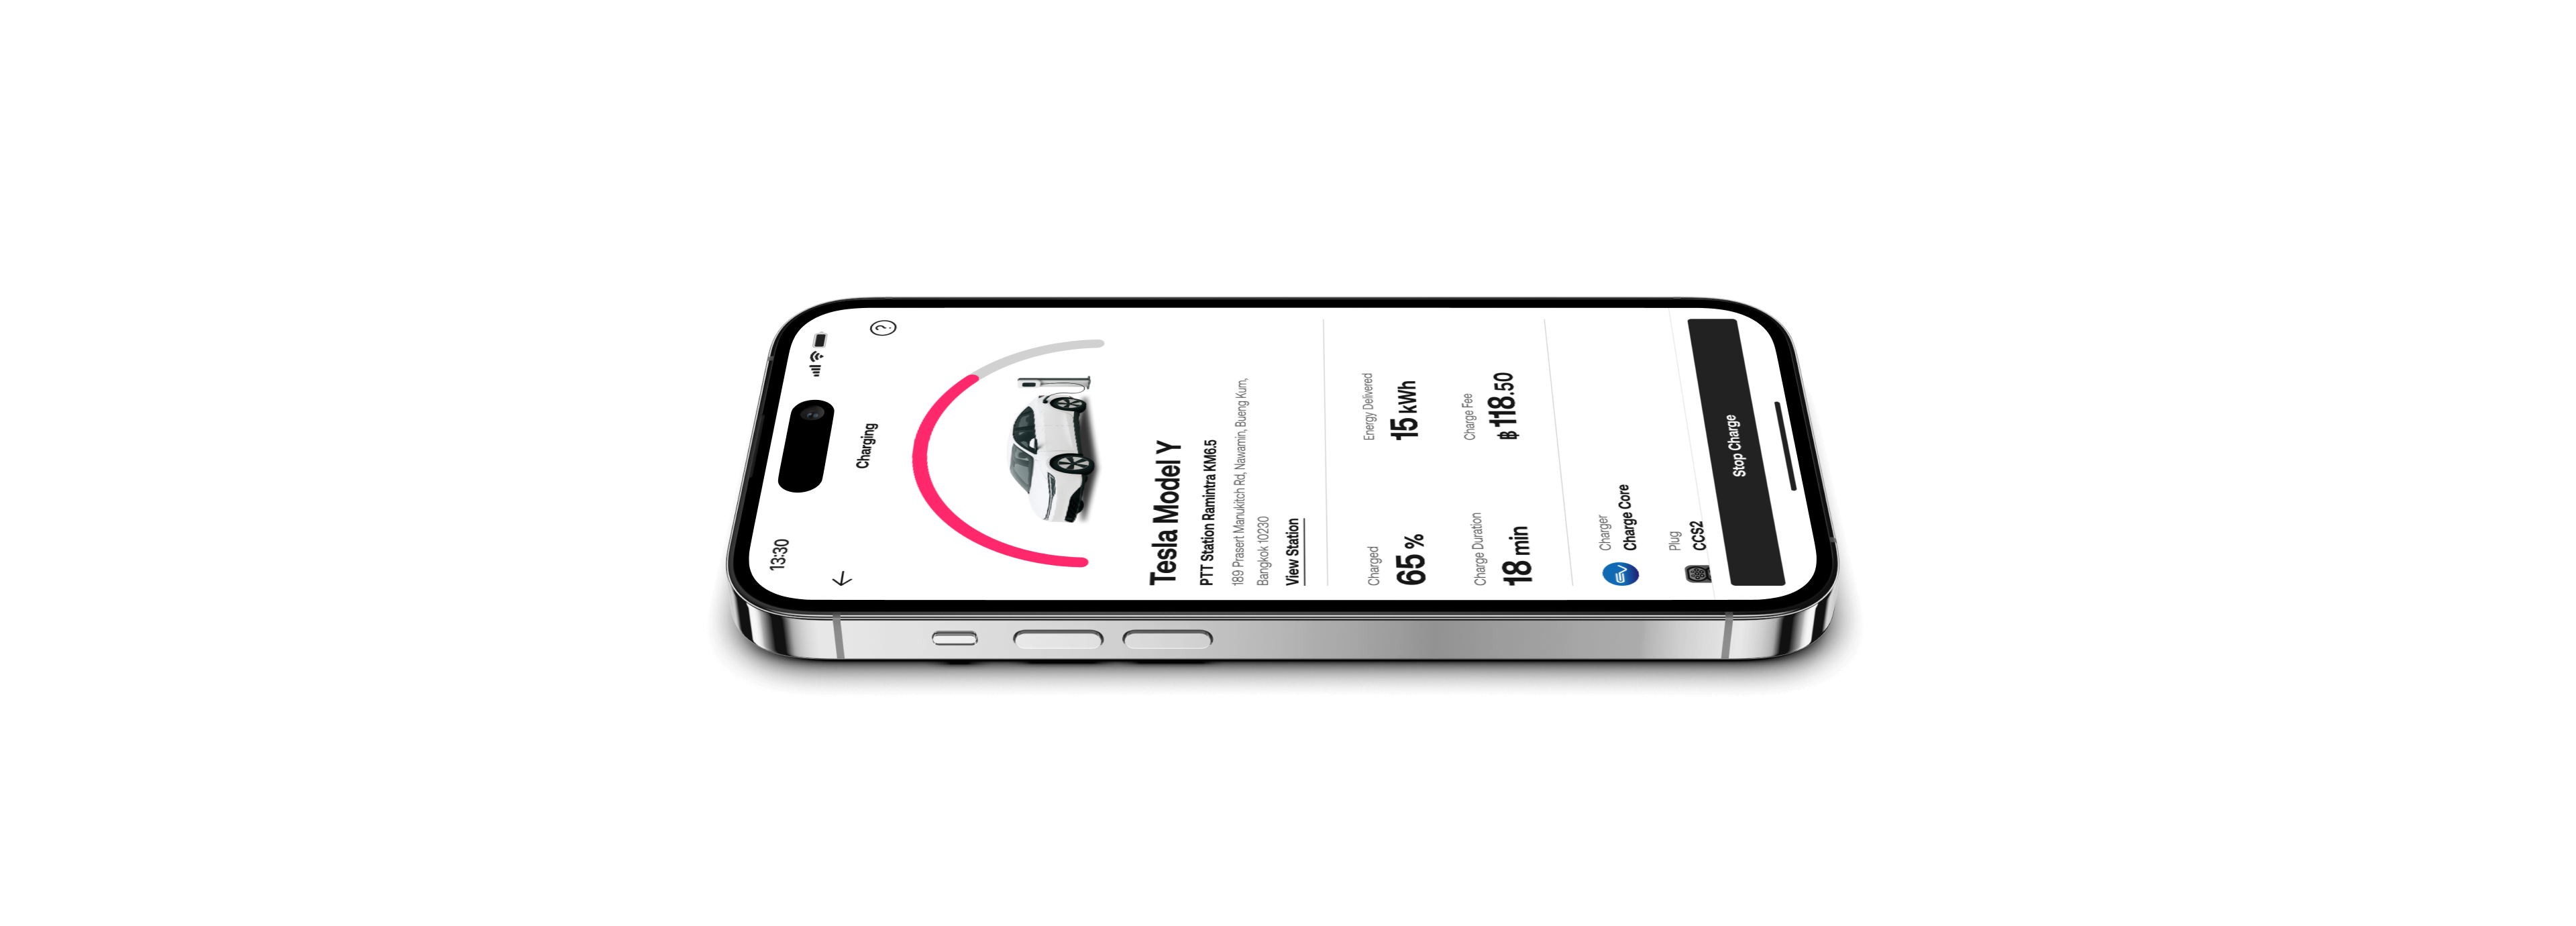 13:30
Charging
Tesla Model Y
PTT Station Ramintra KM6.5
189 Prasert Manukitch Rd, Nawamin, Bueng Kum,
Bangkok 10230
View Station
Charged
65 %
Energy Delivered
15 kWh
Charge Duration
18 min
Charge Fee
฿ 118.50
Charger
Charge Core
EV
Plug
CCS2
Stop Charge